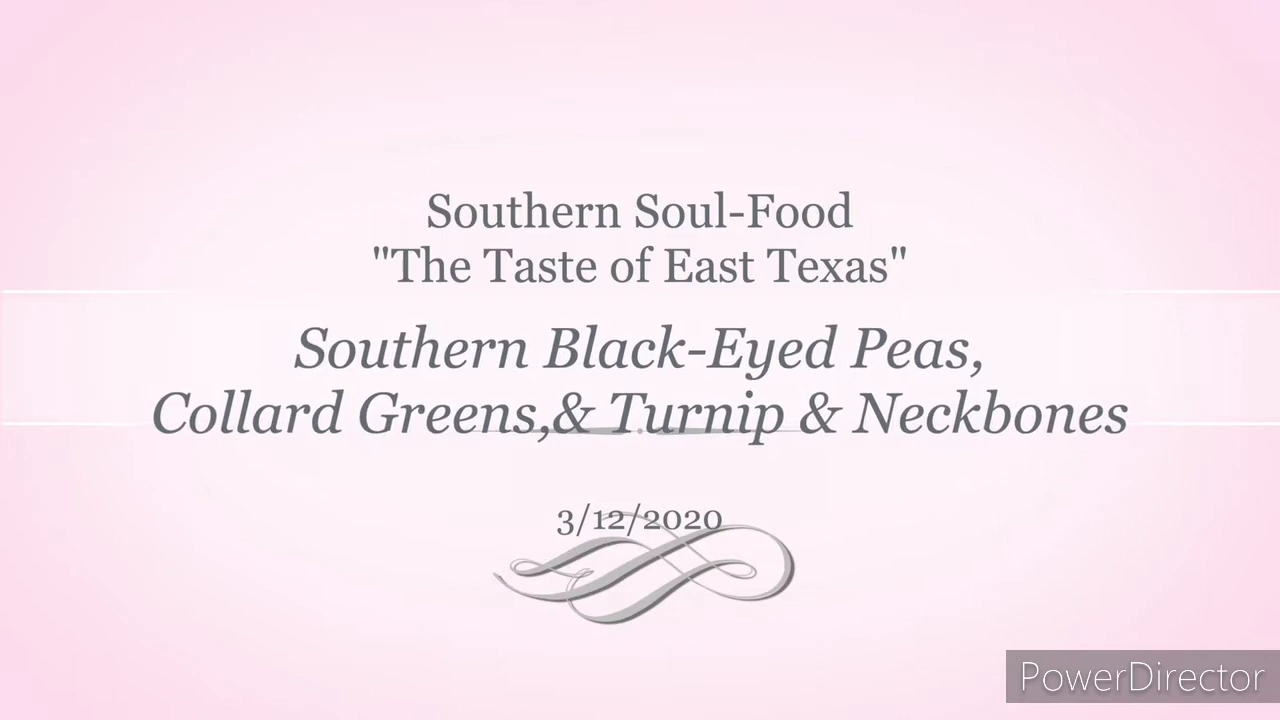 Southern Soul-Food
"The Taste of East Texas"
Southern Black-Eyed Peas,
Collard Greens,& Turnip & Neckbones
3/12/2020
PowerDirector